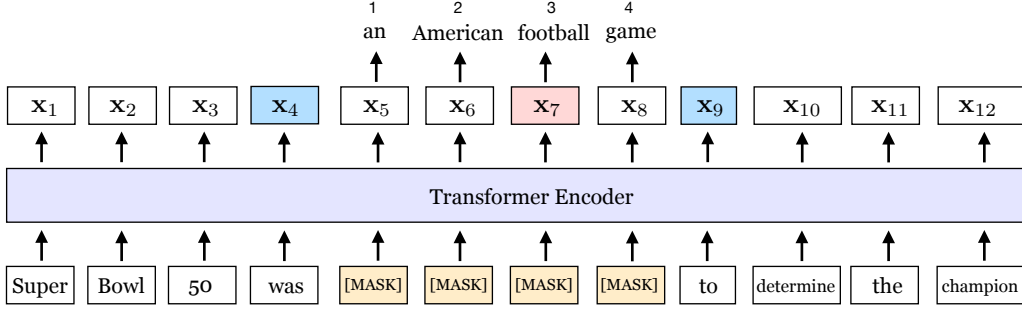 1 2 3 4
an American football game
x₁ x₂ x₃ x₄ x₅ x₆ x₇ x₈ x₉ x₁₀ x₁₁ x₁₂
Transformer Encoder
Super Bowl 50 was [MASK] [MASK] [MASK] [MASK] to determine the champion